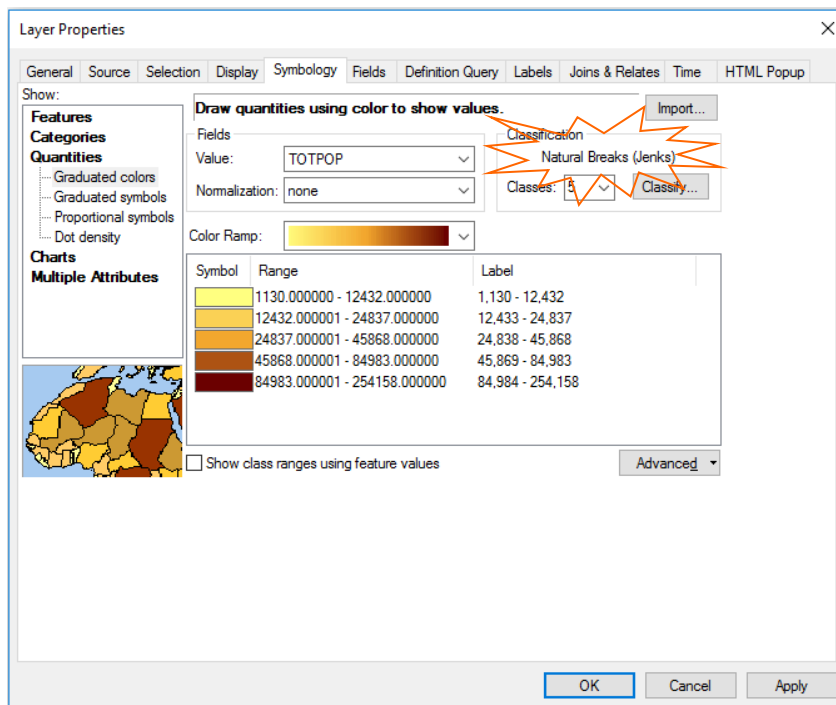 Layer Properties
General Source Selection Display Symbology Fields Definition Query Labels Joins & Relates Time HTML Popup
Show:
Features
Categories
Quantities
Graduated colors
Graduated symbols
Proportional symbols
Dot density
Charts
Multiple Attributes
Draw quantities using color to show values.
Import...
Fields
Value: TOTPOP
Normalization: none
Classification
Natural Breaks (Jenks)
Classes: 5 Classify...
Color Ramp:
Symbol Range Label
1130.000000 - 12432.000000 1,130 - 12,432
12432.000001 - 24837.000000 12,433 - 24,837
24837.000001 - 45868.000000 24,838 - 45,868
45868.000001 - 84983.000000 45,869 - 84,983
84983.000001 - 254158.000000 84,984 - 254,158
Show class ranges using feature values
Advanced
OK Cancel Apply